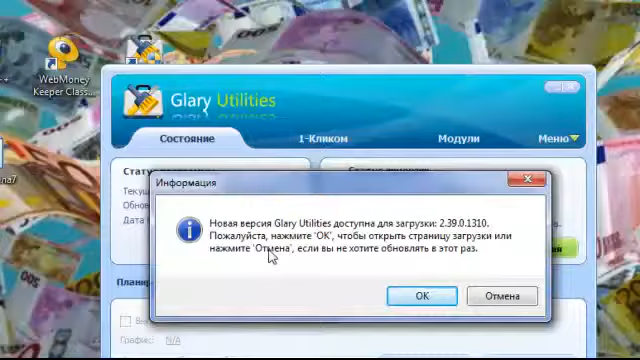 WebMoney
Keeper Class...
Glary Utilities
Состояние
1-Кликом
Модули
Меню
Информация
Новая версия Glary Utilities доступна для загрузки: 2.39.0.1310.
Пожалуйста, нажмите 'OK', чтобы открыть страницу загрузки или
нажмите 'Отмена', если вы не хотите обновлять в этот раз.
OK
Отмена
График:
N/A